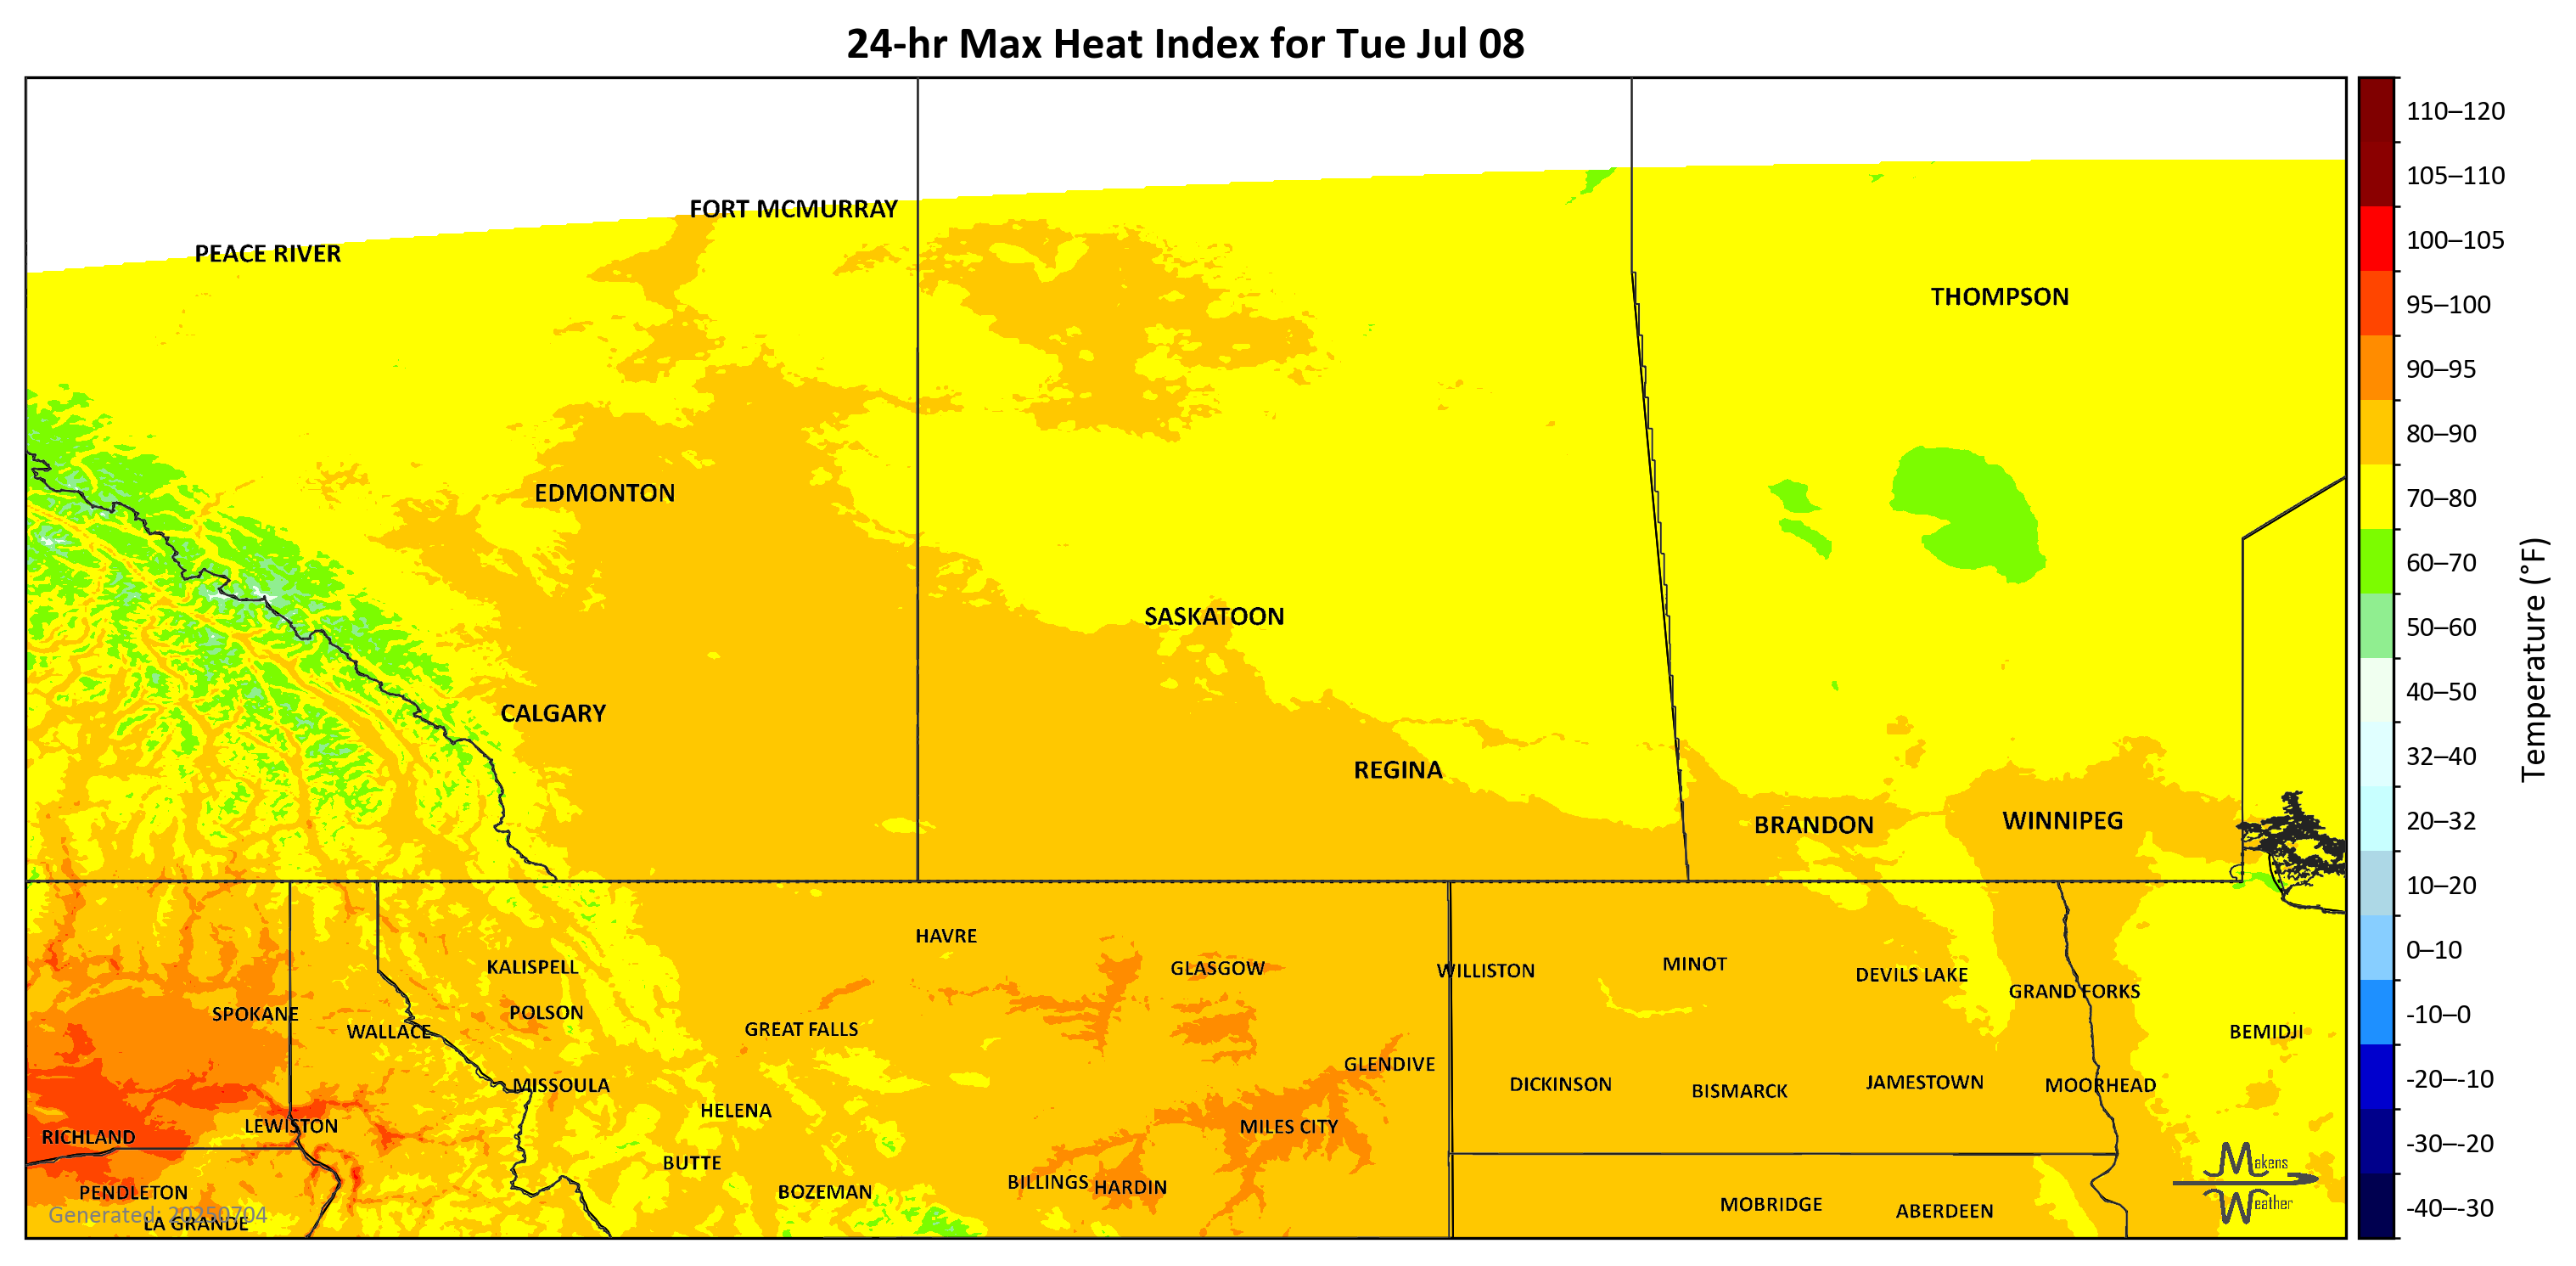 24-hr Max Heat Index for Tue Jul 08
FORT MCMURRAY
PEACE RIVER
THOMPSON
EDMONTON
SASKATOON
CALGARY
REGINA
BRANDON
WINNIPEG
HAVRE
KALISPELL
GLASGOW
WILLISTON
MINOT
DEVILS LAKE
GRAND FORKS
SPOKANE
POLSON
WALLACE
GREAT FALLS
BEMIDJI
GLENDIVE
MISSOULA
DICKINSON
BISMARCK
JAMESTOWN
MOORHEAD
HELENA
LEWISTON
MILES CITY
RICHLAND
BUTTE
BILLINGS
HARDIN
PENDLETON
BOZEMAN
MOBRIDGE
ABERDEEN
Generated: 20250704
LA GRANDE
Makens
Weather
110–120
105–110
100–105
95–100
90–95
80–90
70–80
60–70
50–60
40–50
32–40
20–32
10–20
0–10
-10–0
-20–-10
-30–-20
-40–-30
Temperature (°F)